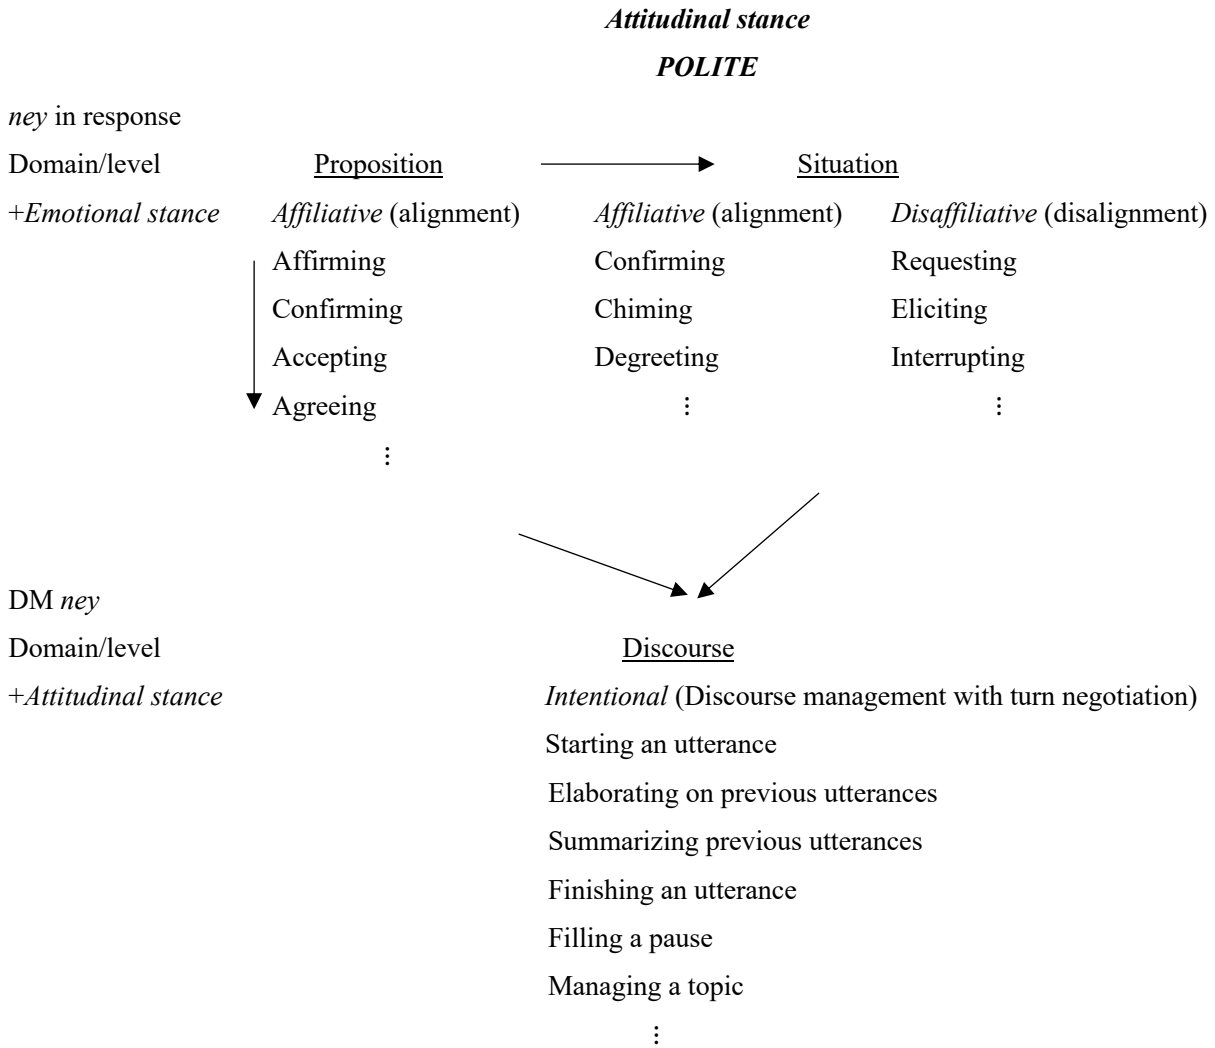 Attitudinal stance
POLITE
ney in response
Domain/level Proposition Situation
+Emotional stance Affiliative (alignment) Affiliative (alignment) Disaffiliative (disalignment)
Affirming Confirming Requesting
Confirming Chiming Eliciting
Accepting Degreeting Interrupting
Agreeing ⋮ ⋮
⋮
DM ney
Domain/level Discourse
+Attitudinal stance Intentional (Discourse management with turn negotiation)
Starting an utterance
Elaborating on previous utterances
Summarizing previous utterances
Finishing an utterance
Filling a pause
Managing a topic
⋮